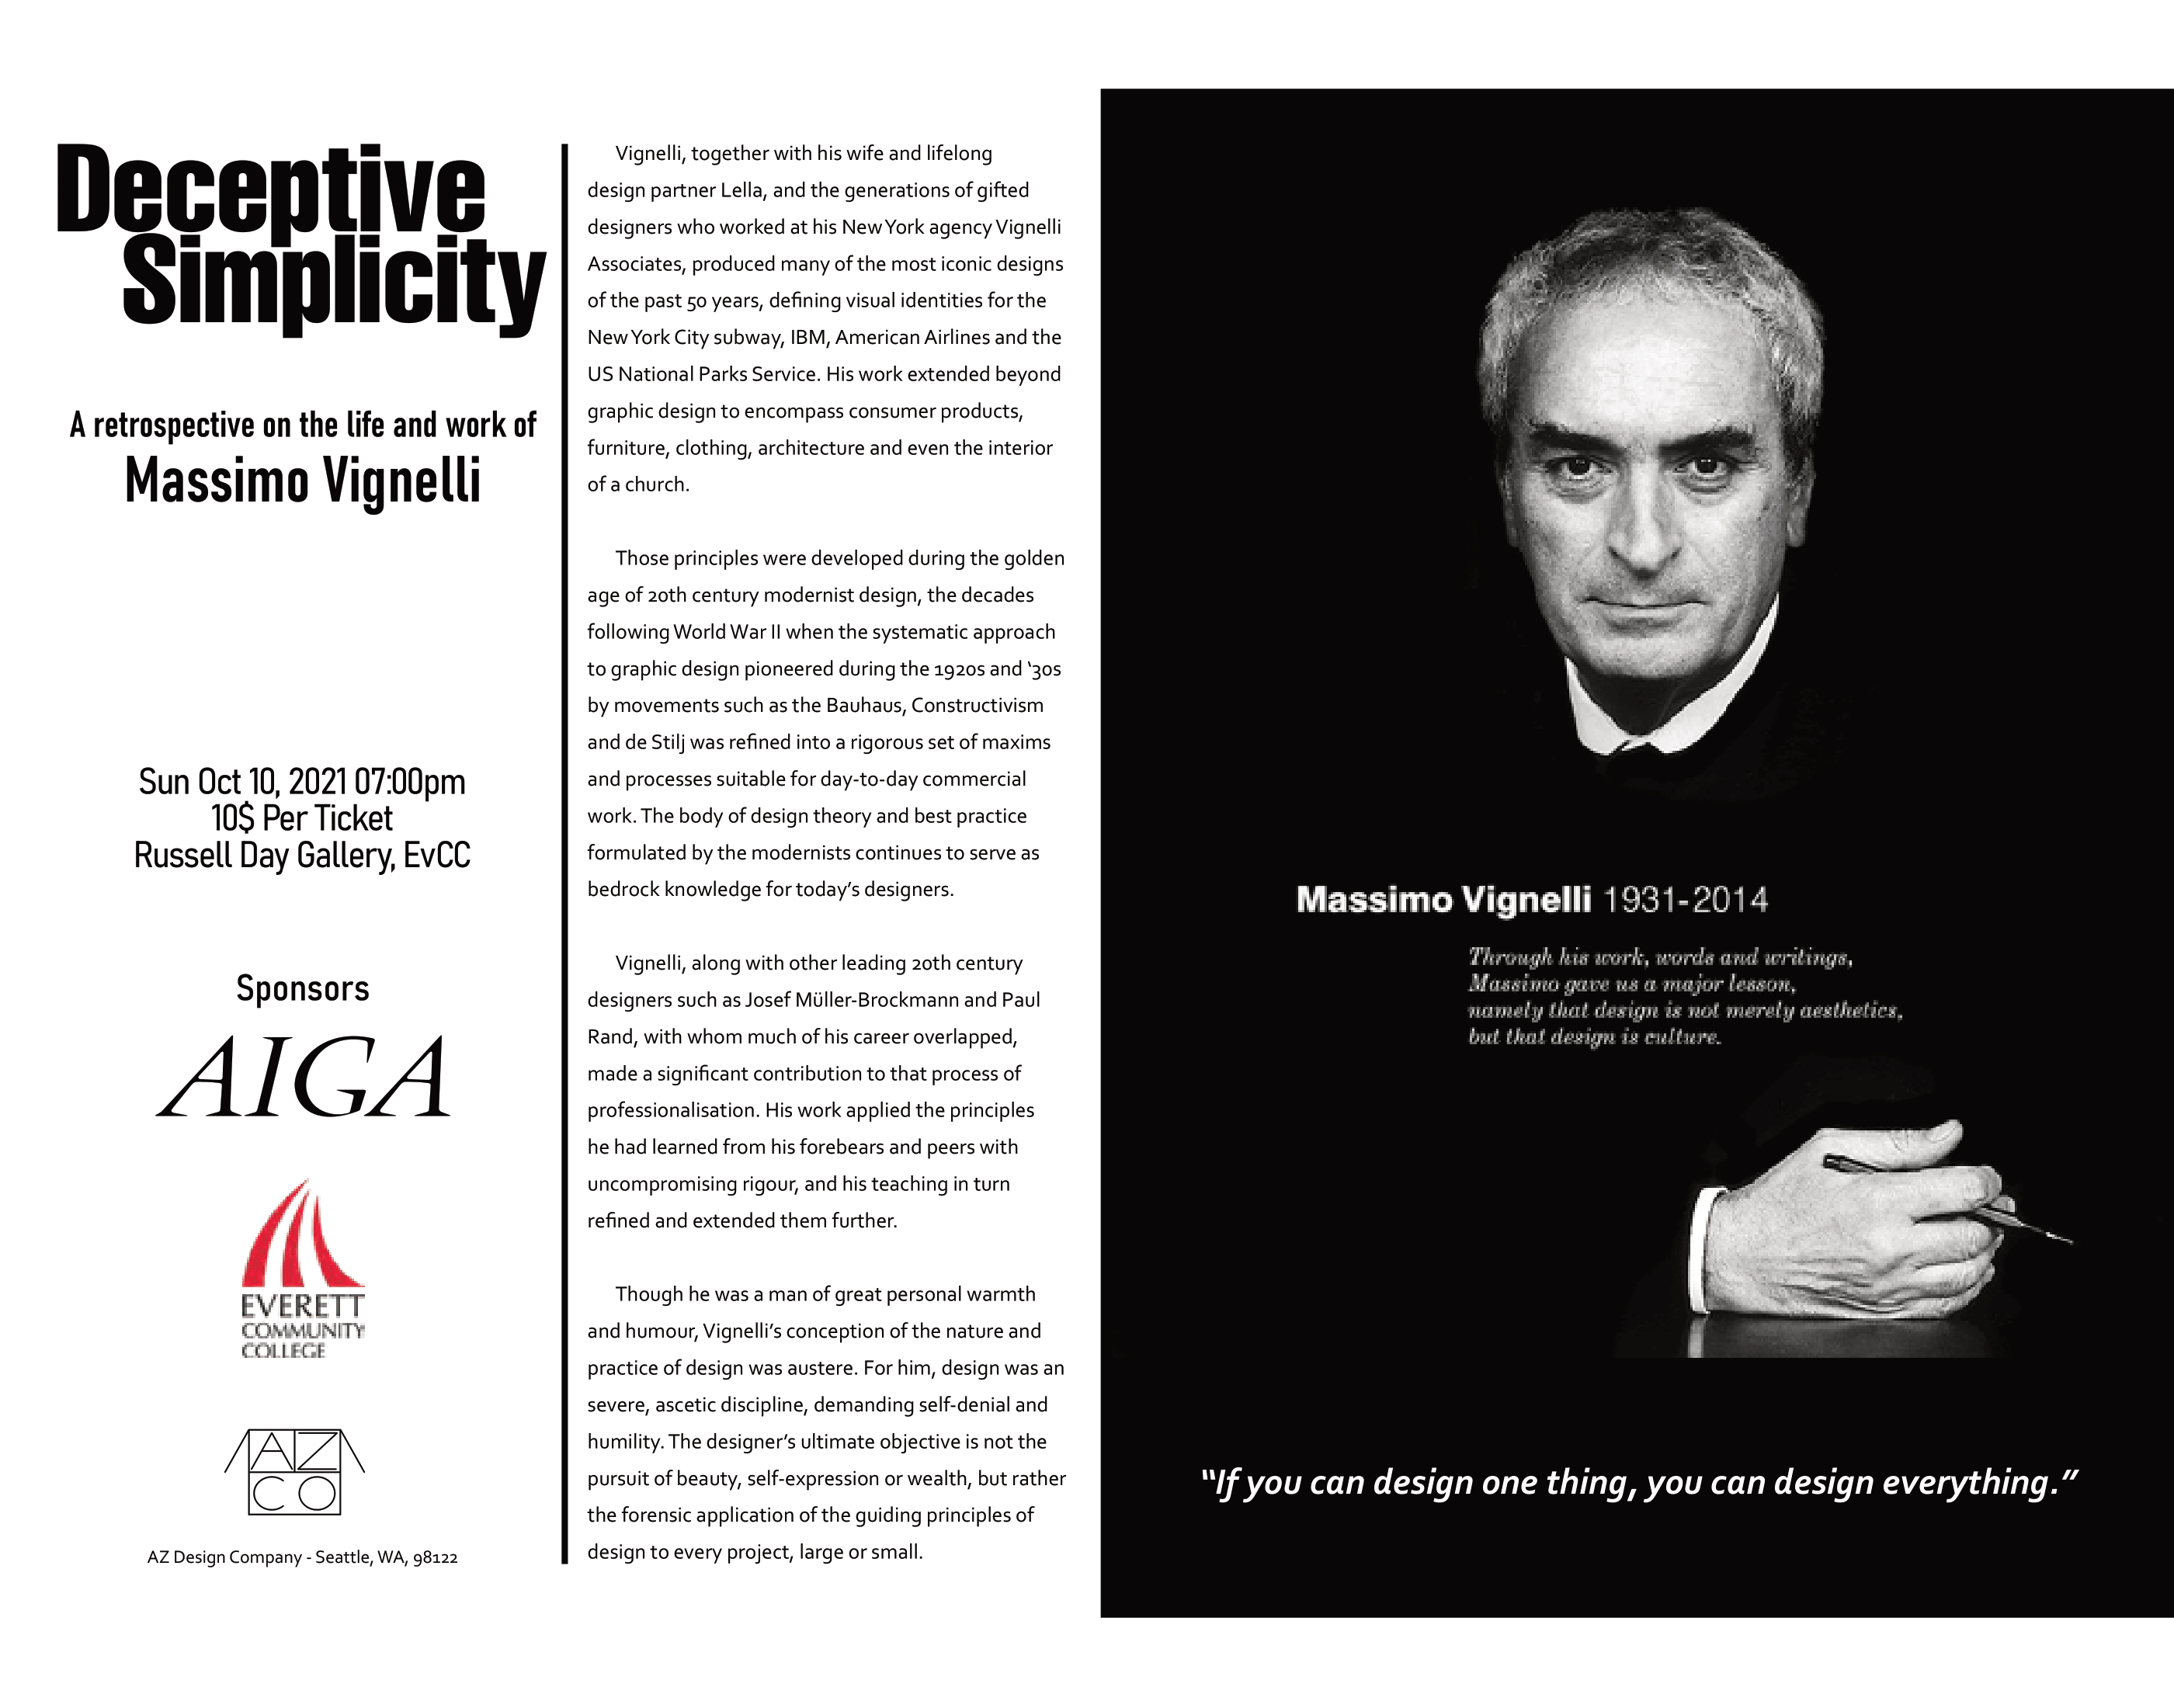 Deceptive
Simplicity
A retrospective on the life and work of
Massimo Vignelli
Sun Oct 10, 2021 07:00pm
10$ Per Ticket
Russell Day Gallery, EvCC
Sponsors
AIGA
EVERETT
COMMUNITY
COLLEGE
AZ
CO
AZ Design Company - Seattle, WA, 98122
Vignelli, together with his wife and lifelong
design partner Lella, and the generations of gifted
designers who worked at his New York agency Vignelli
Associates, produced many of the most iconic designs
of the past 50 years, defining visual identities for the
New York City subway, IBM, American Airlines and the
US National Parks Service. His work extended beyond
graphic design to encompass consumer products,
furniture, clothing, architecture and even the interior
of a church.
Those principles were developed during the golden
age of 20th century modernist design, the decades
following World War II when the systematic approach
to graphic design pioneered during the 1920s and ‘30s
by movements such as the Bauhaus, Constructivism
and de Stilj was refined into a rigorous set of maxims
and processes suitable for day-to-day commercial
work. The body of design theory and best practice
formulated by the modernists continues to serve as
bedrock knowledge for today’s designers.
Vignelli, along with other leading 20th century
designers such as Josef Müller-Brockmann and Paul
Rand, with whom much of his career overlapped,
made a significant contribution to that process of
professionalisation. His work applied the principles
he had learned from his forebears and peers with
uncompromising rigour, and his teaching in turn
refined and extended them further.
Though he was a man of great personal warmth
and humour, Vignelli’s conception of the nature and
practice of design was austere. For him, design was an
severe, ascetic discipline, demanding self-denial and
humility. The designer’s ultimate objective is not the
pursuit of beauty, self-expression or wealth, but rather
the forensic application of the guiding principles of
design to every project, large or small.
Massimo Vignelli 1931-2014
Through his work, words and writings,
Massimo gave us a major lesson,
namely that design is not merely aesthetics,
but that design is culture.
“If you can design one thing, you can design everything.”